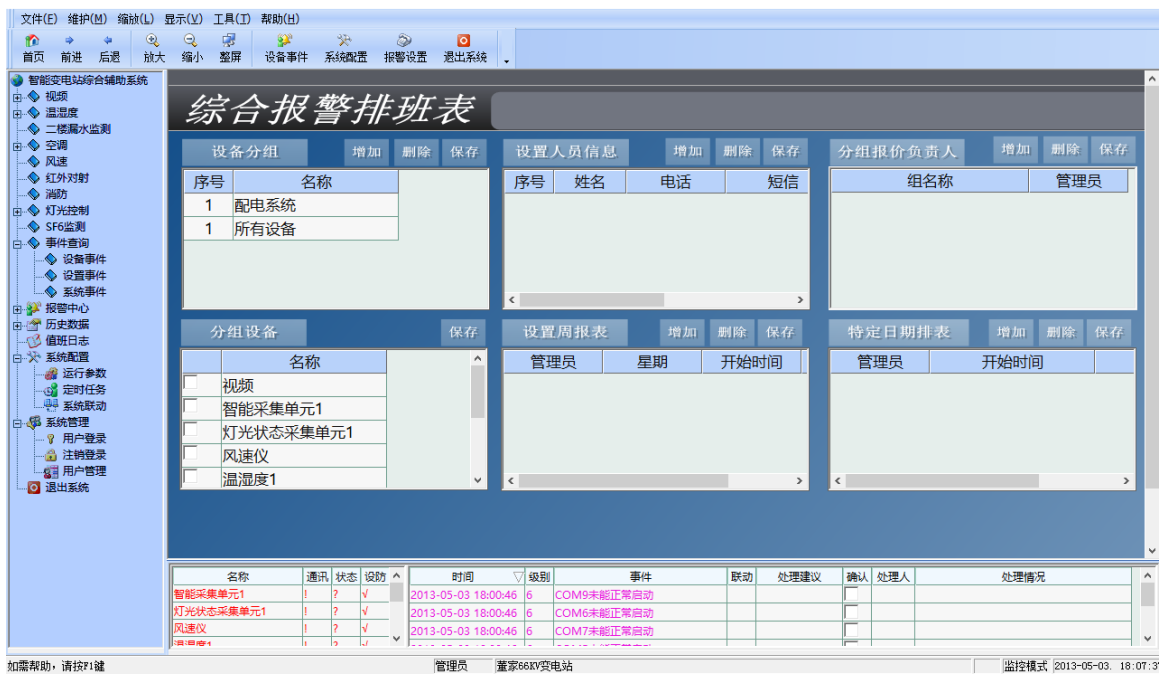 文件(F) 维护(M) 缩放(L) 显示(V) 工具(T) 帮助(H)
首页 前进 后退 放大 缩小 整屏 设备事件 系统配置 报警设置 退出系统
智能变电站综合辅助系统
视频
温湿度
二楼漏水监测
空调
风速
红外对射
消防
灯光控制
SF6监测
事件查询
设备事件
设置事件
系统事件
报警中心
历史数据
值班日志
系统配置
运行参数
定时任务
系统联动
系统管理
用户登录
注销登录
用户管理
退出系统
综合报警排班表
设备分组 增加 删除 保存
序号 名称
1 配电系统
1 所有设备
设置人员信息 增加 删除 保存
序号 姓名 电话 短信
分组报价负责人 增加 删除 保存
组名称 管理员
分组设备 保存
名称
视频
智能采集单元1
灯光状态采集单元1
风速仪
温湿度1
设置周报表 增加 删除 保存
管理员 星期 开始时间
特定日期排表 增加 删除 保存
管理员 开始时间
名称 通讯 状态 设防
智能采集单元1 ! ? √
灯光状态采集单元1 ! ? √
风速仪 ! ? √
温湿度1 ! ? √
时间 级别 事件 联动 处理建议 确认 处理人 处理情况
2013-05-03 18:00:46 6 COM9未能正常启动
2013-05-03 18:00:46 6 COM6未能正常启动
2013-05-03 18:00:46 6 COM7未能正常启动
如需帮助，请按F1键 管理员 董家66KV变电站 监控模式 2013-05-03. 18:07:3